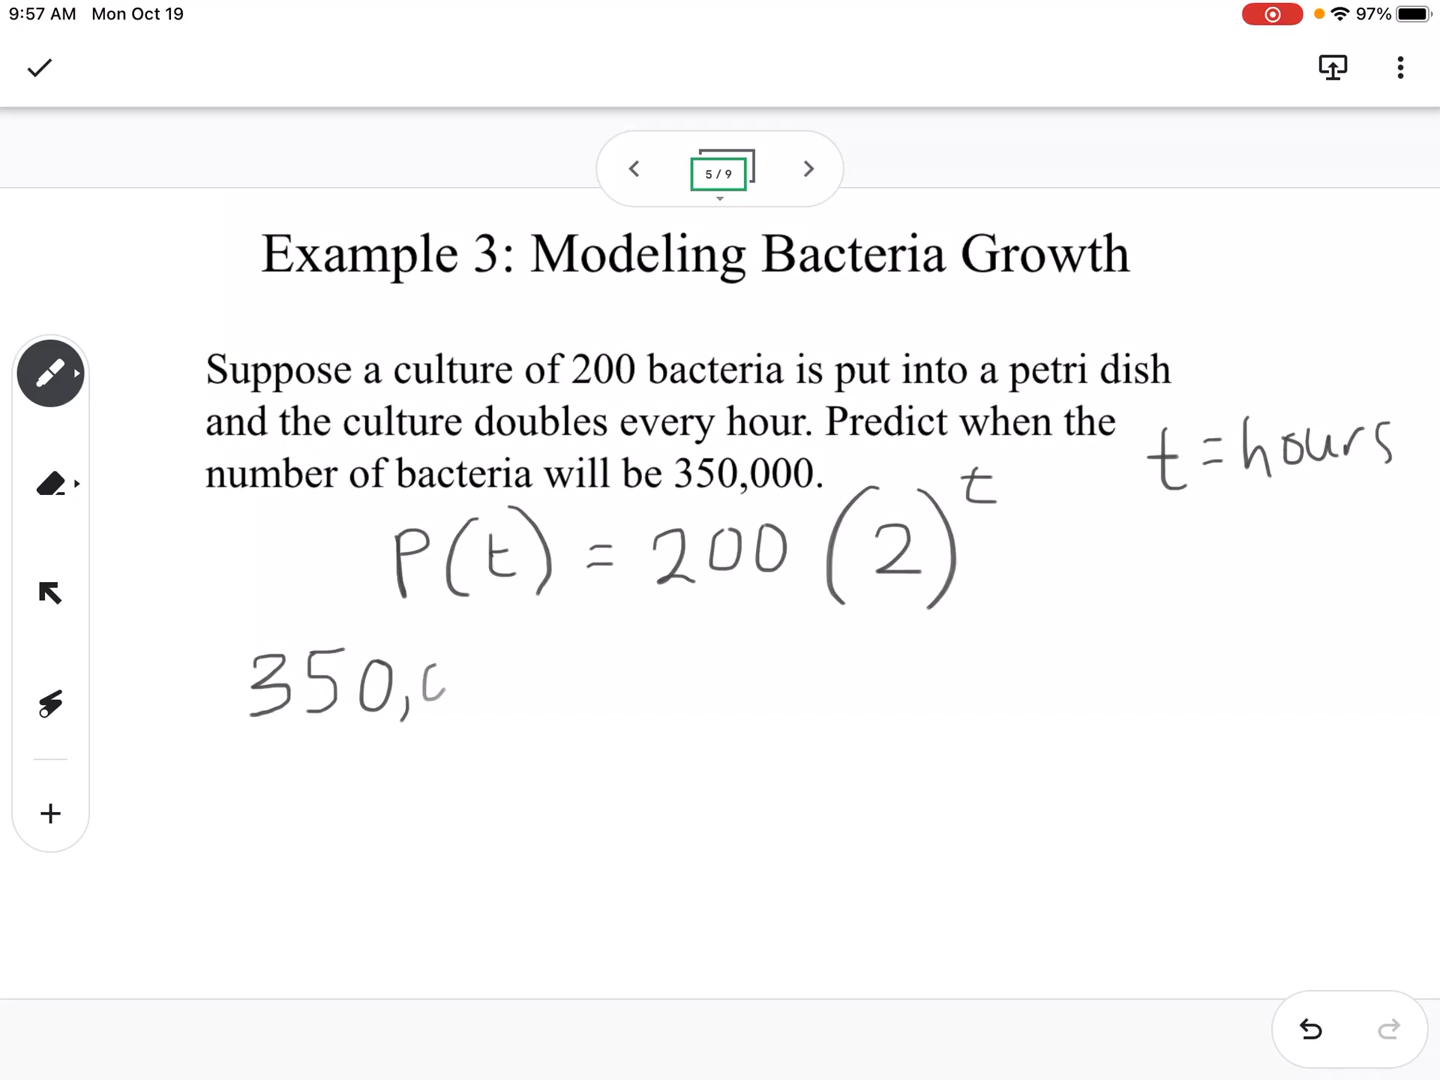 9:57 AM Mon Oct 19
97%
5 / 9
Example 3: Modeling Bacteria Growth
Suppose a culture of 200 bacteria is put into a petri dish
and the culture doubles every hour. Predict when the
number of bacteria will be 350,000.
t = hours
P(t) = 200 (2)^t
350,0